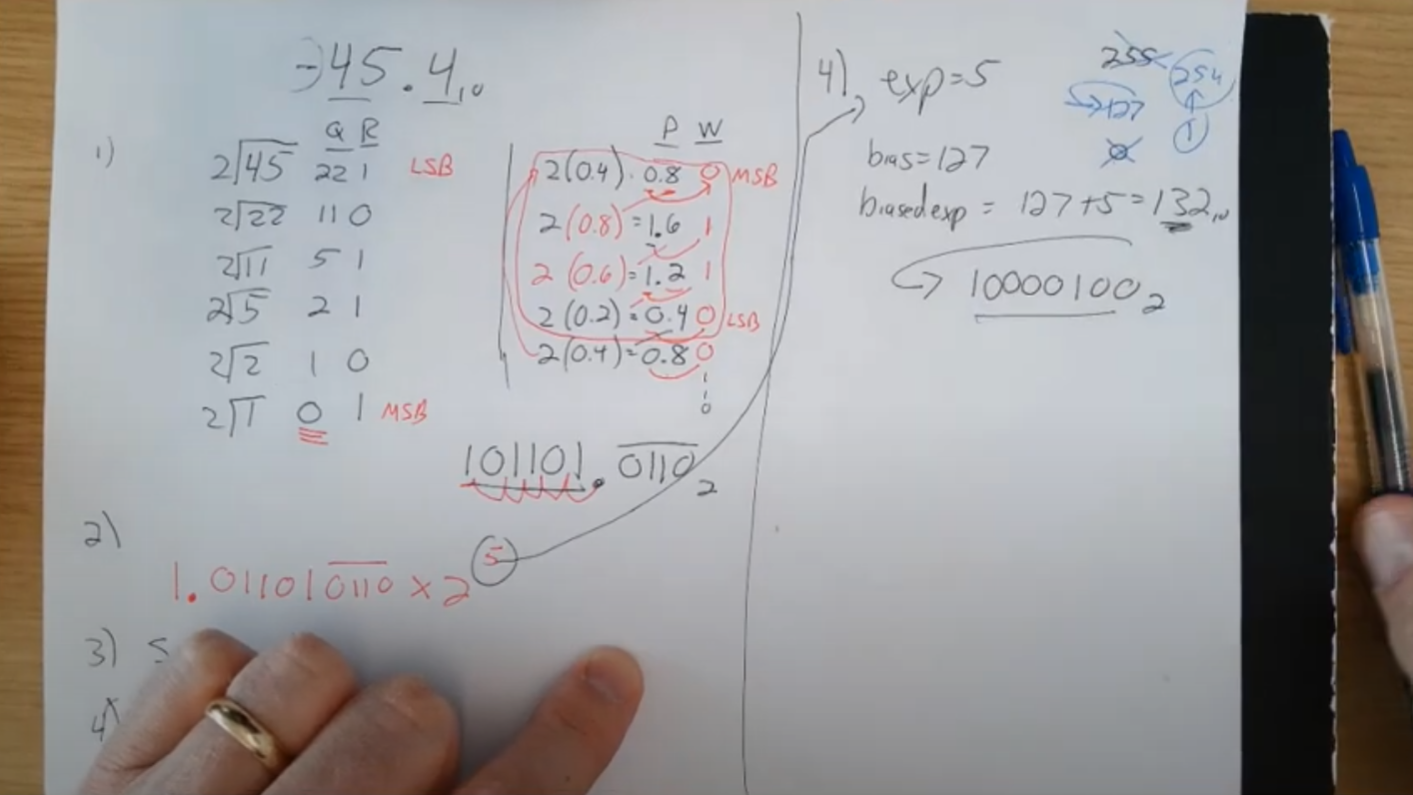 -45.4₁₀
1)
Q R
2√45 22 1 LSB
2√22 11 0
2√11 5 1
2√5 2 1
2√2 1 0
2√1 0 1 MSB
P W
2(0.4) · 0.8 0 MSB
2(0.8) = 1.6 1
2(0.6) = 1.2 1
2(0.2) = 0.4 0 LSB
2(0.4) = 0.8 0
0
101101.0110₂
2)
1.011010110 × 2⁵
3) S
4)
4) exp=5
255 254
127 1
0
bias=127
biased exp = 127+5=132₁₀
10000100₂